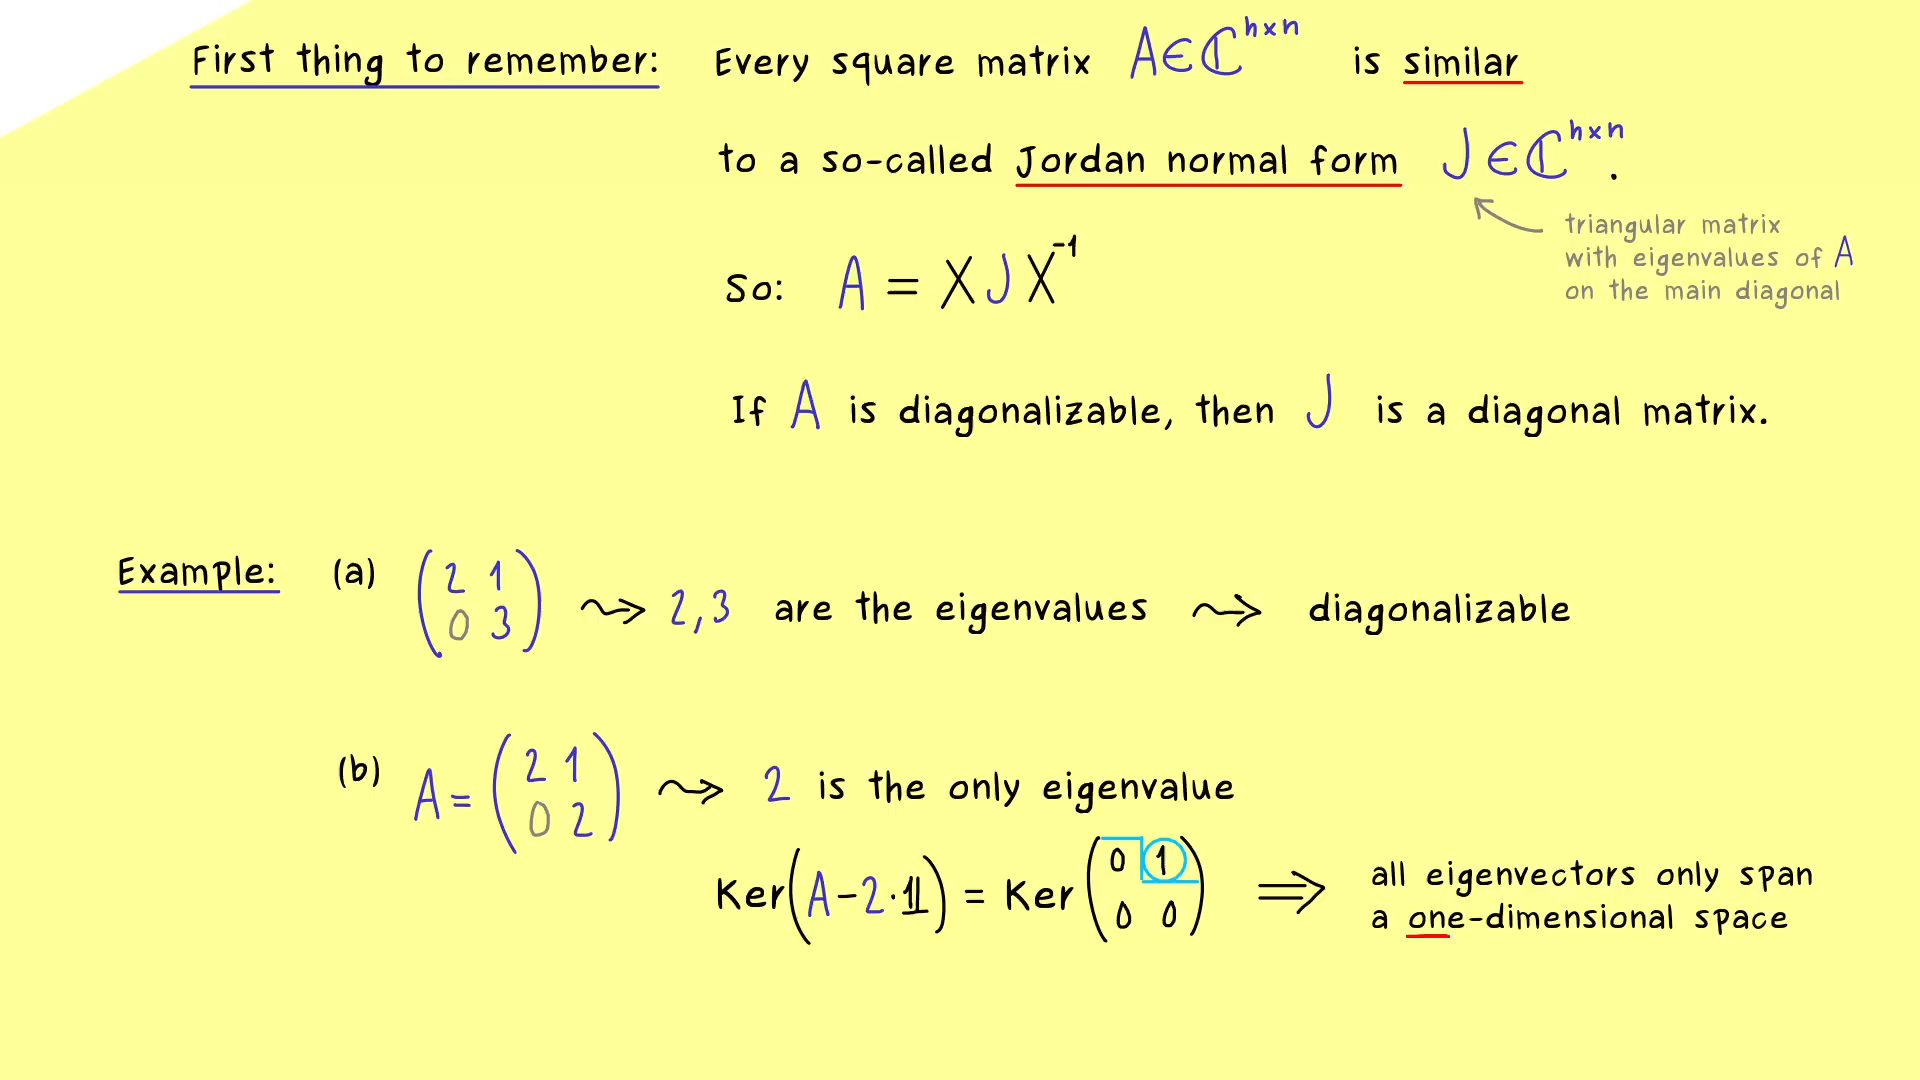 First thing to remember: Every square matrix A∈ℂⁿˣⁿ is similar
to a so-called Jordan normal form J∈ℂⁿˣⁿ.
triangular matrix
with eigenvalues of A
on the main diagonal
So: A = XJX⁻¹
If A is diagonalizable, then J is a diagonal matrix.
Example: (a) (2 1
0 3) ⤳ 2,3 are the eigenvalues ⤳ diagonalizable
(b) A = (2 1
0 2) ⤳ 2 is the only eigenvalue
Ker(A-2·𝟙) = Ker(0 1
0 0) ⟹ all eigenvectors only span
a one-dimensional space